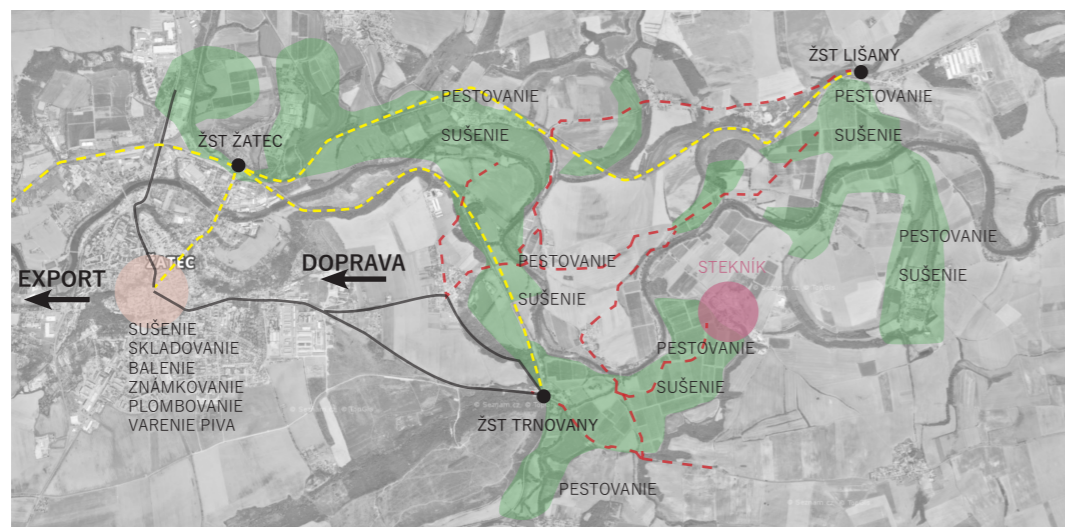 ŽST LIŠANY
PESTOVANIE
SUŠENIE
PESTOVANIE
SUŠENIE
ŽST ŽATEC
PESTOVANIE
SUŠENIE
PESTOVANIE
SUŠENIE
ŽATEC
EXPORT
DOPRAVA
STEKNÍK
SUŠENIE
SKLADOVANIE
BALENIE
ZNÁMKOVANIE
PLOMBOVANIE
VARENIE PIVA
PESTOVANIE
SUŠENIE
ŽST TRNOVANY
PESTOVANIE